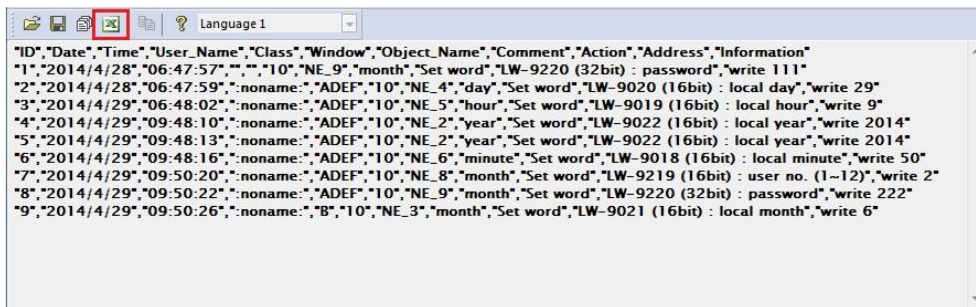 Language 1
"ID","Date","Time","User_Name","Class","Window","Object_Name","Comment","Action","Address","Information"
"1","2014/4/28","06:47:57","","","10","NE_9","month","Set word","LW-9220 (32bit) : password","write 111"
"2","2014/4/28","06:47:59",":noname:","ADEF","10","NE_4","day","Set word","LW-9020 (16bit) : local day","write 29"
"3","2014/4/29","06:48:02",":noname:","ADEF","10","NE_5","hour","Set word","LW-9019 (16bit) : local hour","write 9"
"4","2014/4/29","09:48:10",":noname:","ADEF","10","NE_2","year","Set word","LW-9022 (16bit) : local year","write 2014"
"5","2014/4/29","09:48:13",":noname:","ADEF","10","NE_2","year","Set word","LW-9022 (16bit) : local year","write 2014"
"6","2014/4/29","09:48:16",":noname:","ADEF","10","NE_6","minute","Set word","LW-9018 (16bit) : local minute","write 50"
"7","2014/4/29","09:50:20",":noname:","ADEF","10","NE_8","month","Set word","LW-9219 (16bit) : user no. (1~12)","write 2"
"8","2014/4/29","09:50:22",":noname:","ADEF","10","NE_9","month","Set word","LW-9220 (32bit) : password","write 222"
"9","2014/4/29","09:50:26",":noname:","B","10","NE_3","month","Set word","LW-9021 (16bit) : local month","write 6"